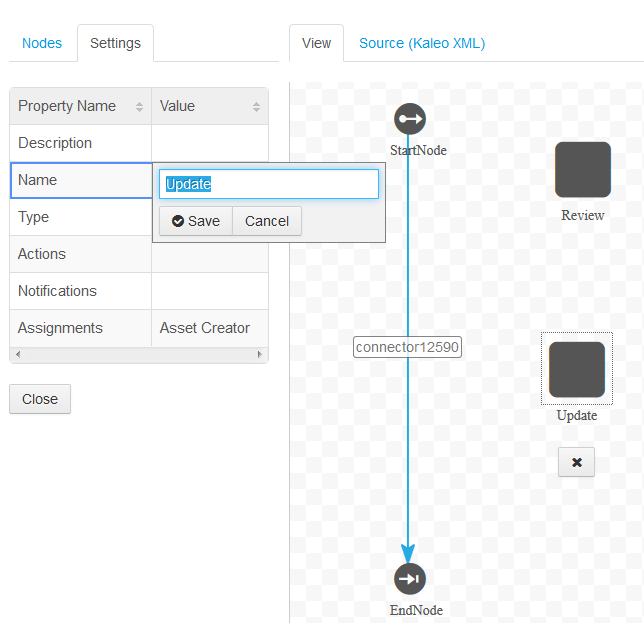 Nodes Settings View Source (Kaleo XML)
Property Name Value
Description
Name Update
Type Save Cancel
Actions
Notifications
Assignments Asset Creator
Close
StartNode
Review
connector12590
Update
EndNode